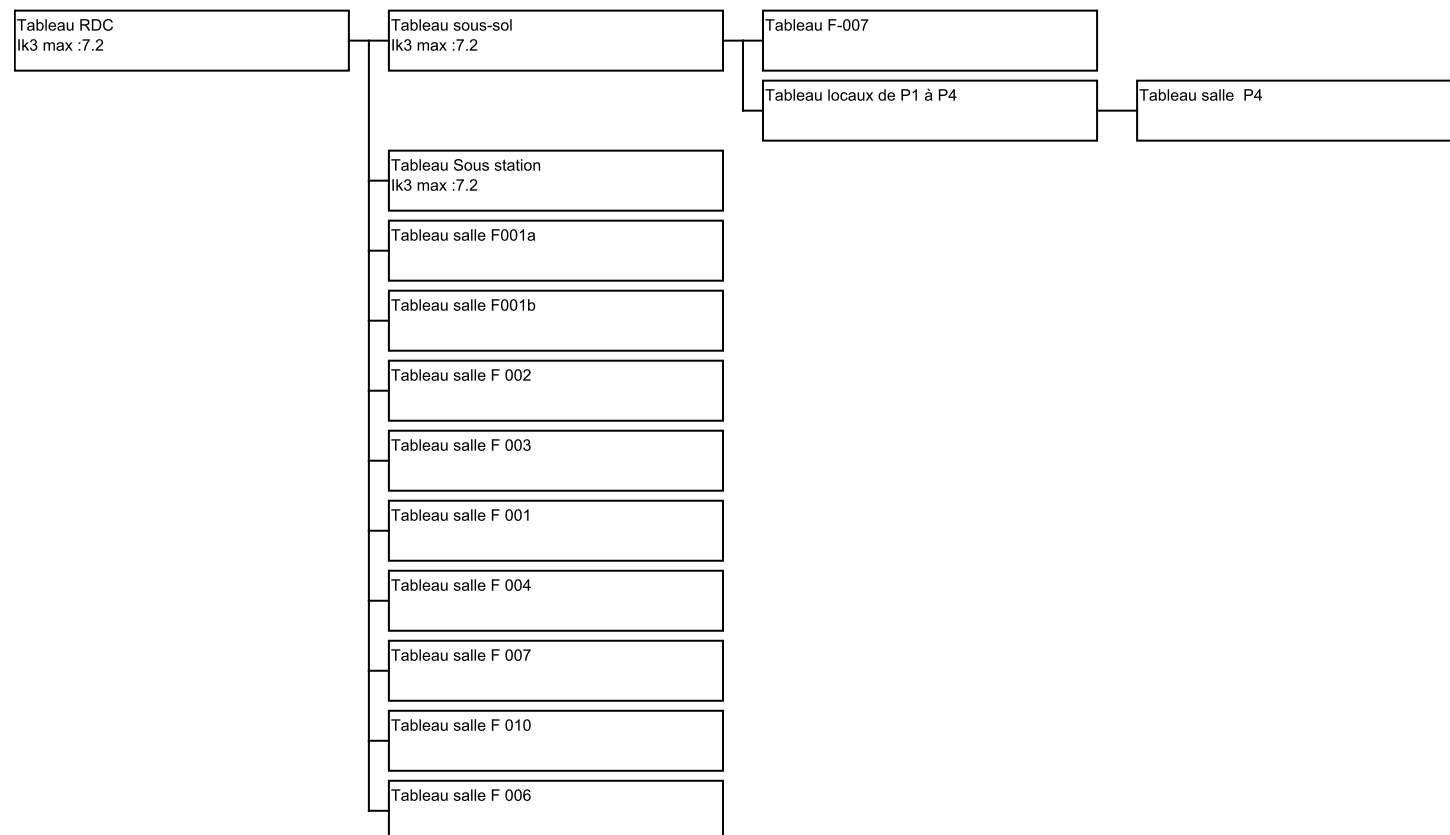 Tableau RDC
Ik3 max :7.2
Tableau sous-sol
Ik3 max :7.2
Tableau F-007
Tableau locaux de P1 à P4
Tableau salle  P4
Tableau Sous station
Ik3 max :7.2
Tableau salle F001a
Tableau salle F001b
Tableau salle F 002
Tableau salle F 003
Tableau salle F 001
Tableau salle F 004
Tableau salle F 007
Tableau salle F 010
Tableau salle F 006